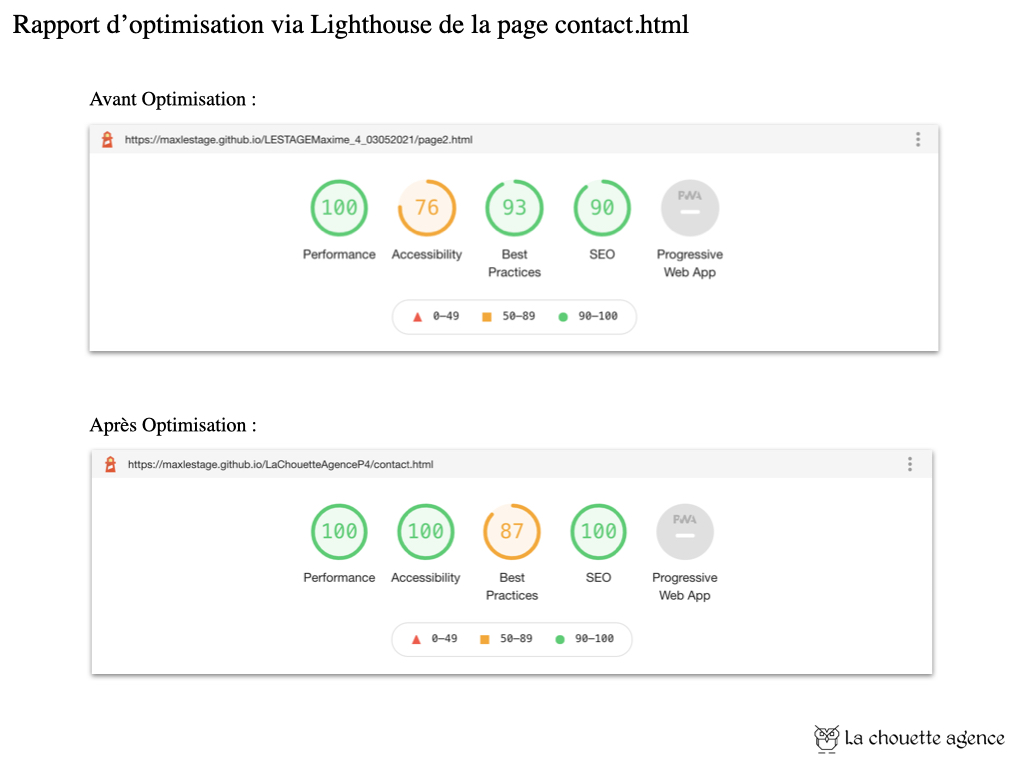 Rapport d’optimisation via Lighthouse de la page contact.html
Avant Optimisation :
https://maxlestage.github.io/LESTAGEMaxime_4_03052021/page2.html
100 76 93 90 PWA
Performance Accessibility Best Practices SEO Progressive Web App
0–49 50–89 90–100
Après Optimisation :
https://maxlestage.github.io/LaChouetteAgenceP4/contact.html
100 100 87 100 PWA
Performance Accessibility Best Practices SEO Progressive Web App
0–49 50–89 90–100
La chouette agence